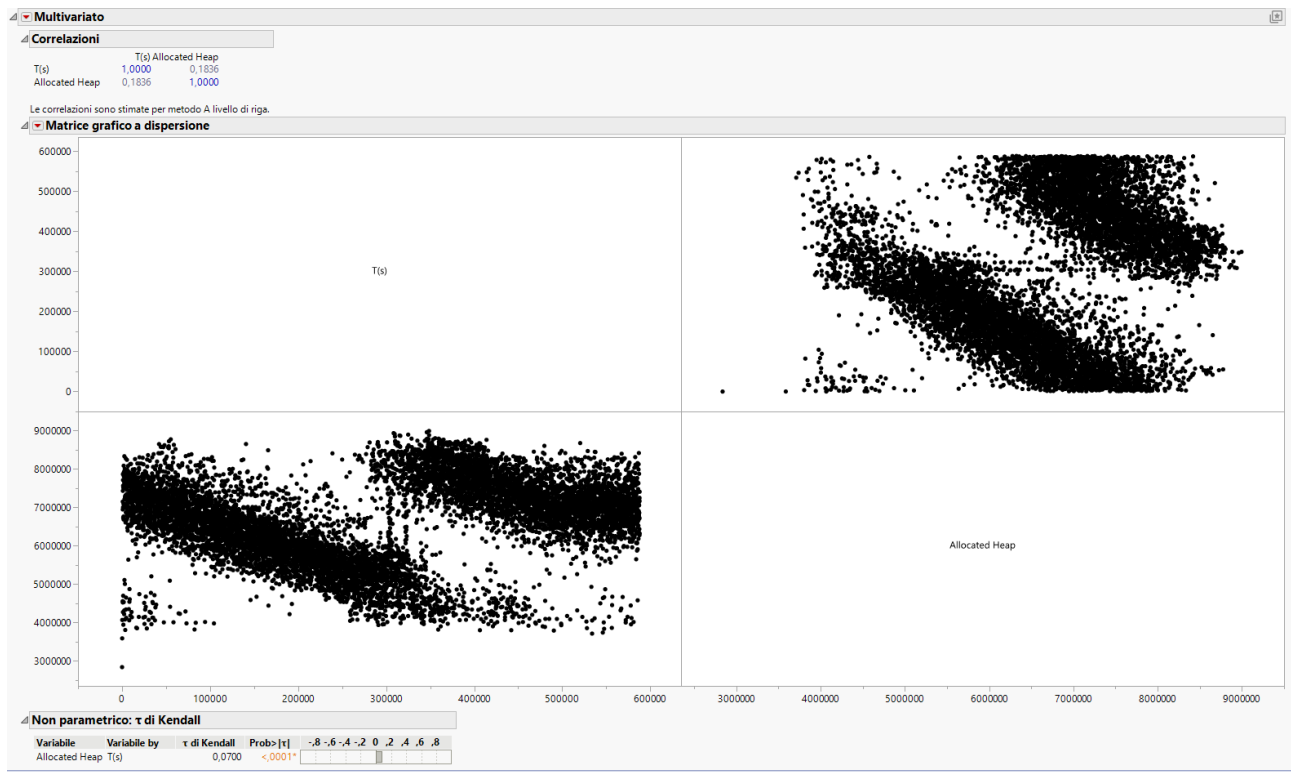 Multivariato
Correlazioni
T(s) Allocated Heap
T(s) 1,0000 0,1836
Allocated Heap 0,1836 1,0000
Le correlazioni sono stimate per metodo A livello di riga.
Matrice grafico a dispersione
600000
500000
400000
300000
200000
100000
0
T(s)
9000000
8000000
7000000
6000000
5000000
4000000
3000000
Allocated Heap
0 100000 200000 300000 400000 500000 600000 3000000 4000000 5000000 6000000 7000000 8000000 9000000
Non parametrico: τ di Kendall
Variabile Variabile by τ di Kendall Prob>|τ| -,8 -,6 -,4 -,2 0 ,2 ,4 ,6 ,8
Allocated Heap T(s) 0,0700 <,0001*